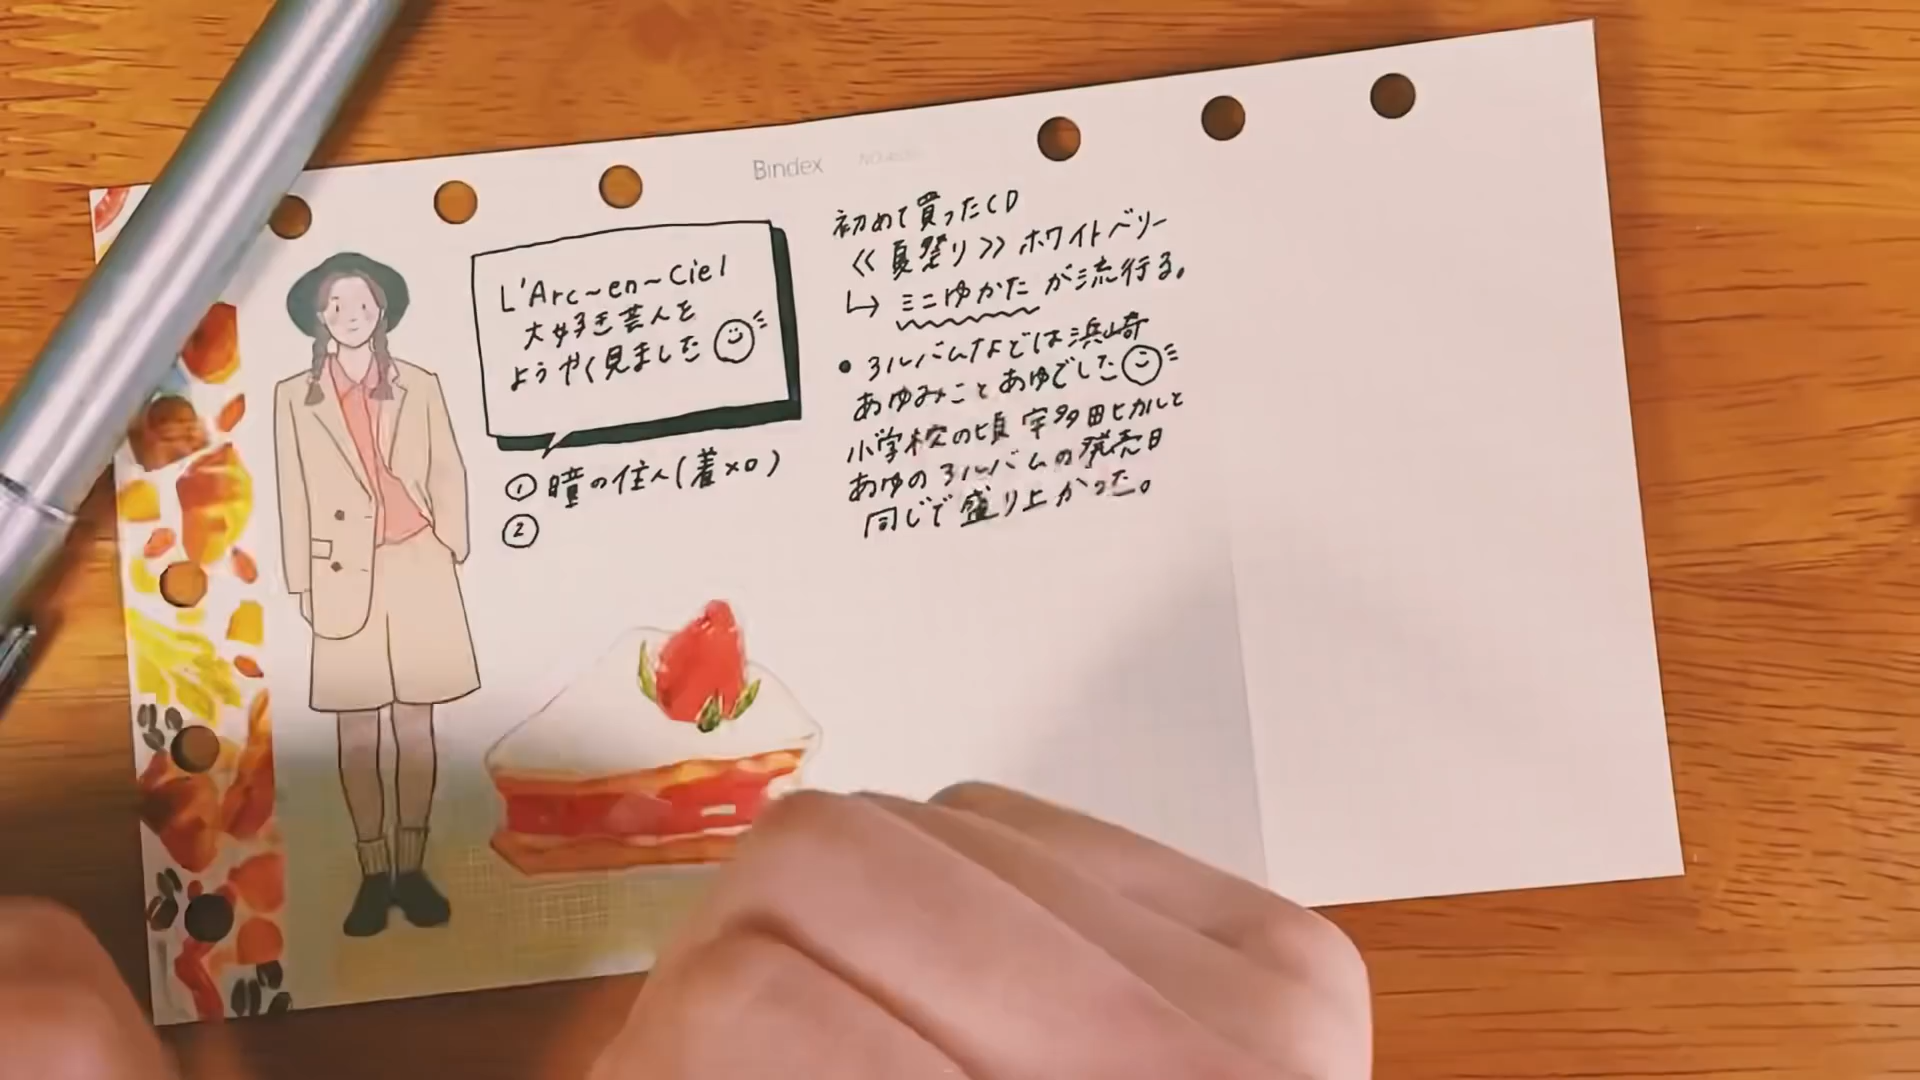 Bindex
L'Arc~en~Ciel
大好き芸人を
ようやく見ました
① 瞳の住人(着メロ)
②
初めて買ったCD
≪夏祭り≫ホワイトベリー
↳ ミニゆかたが流行る。
• アルバムなどでは浜崎
あゆみことあゆでした
小学校の頃 宇多田ヒカルと
あゆのアルバムの発売日
同じで盛り上がった。